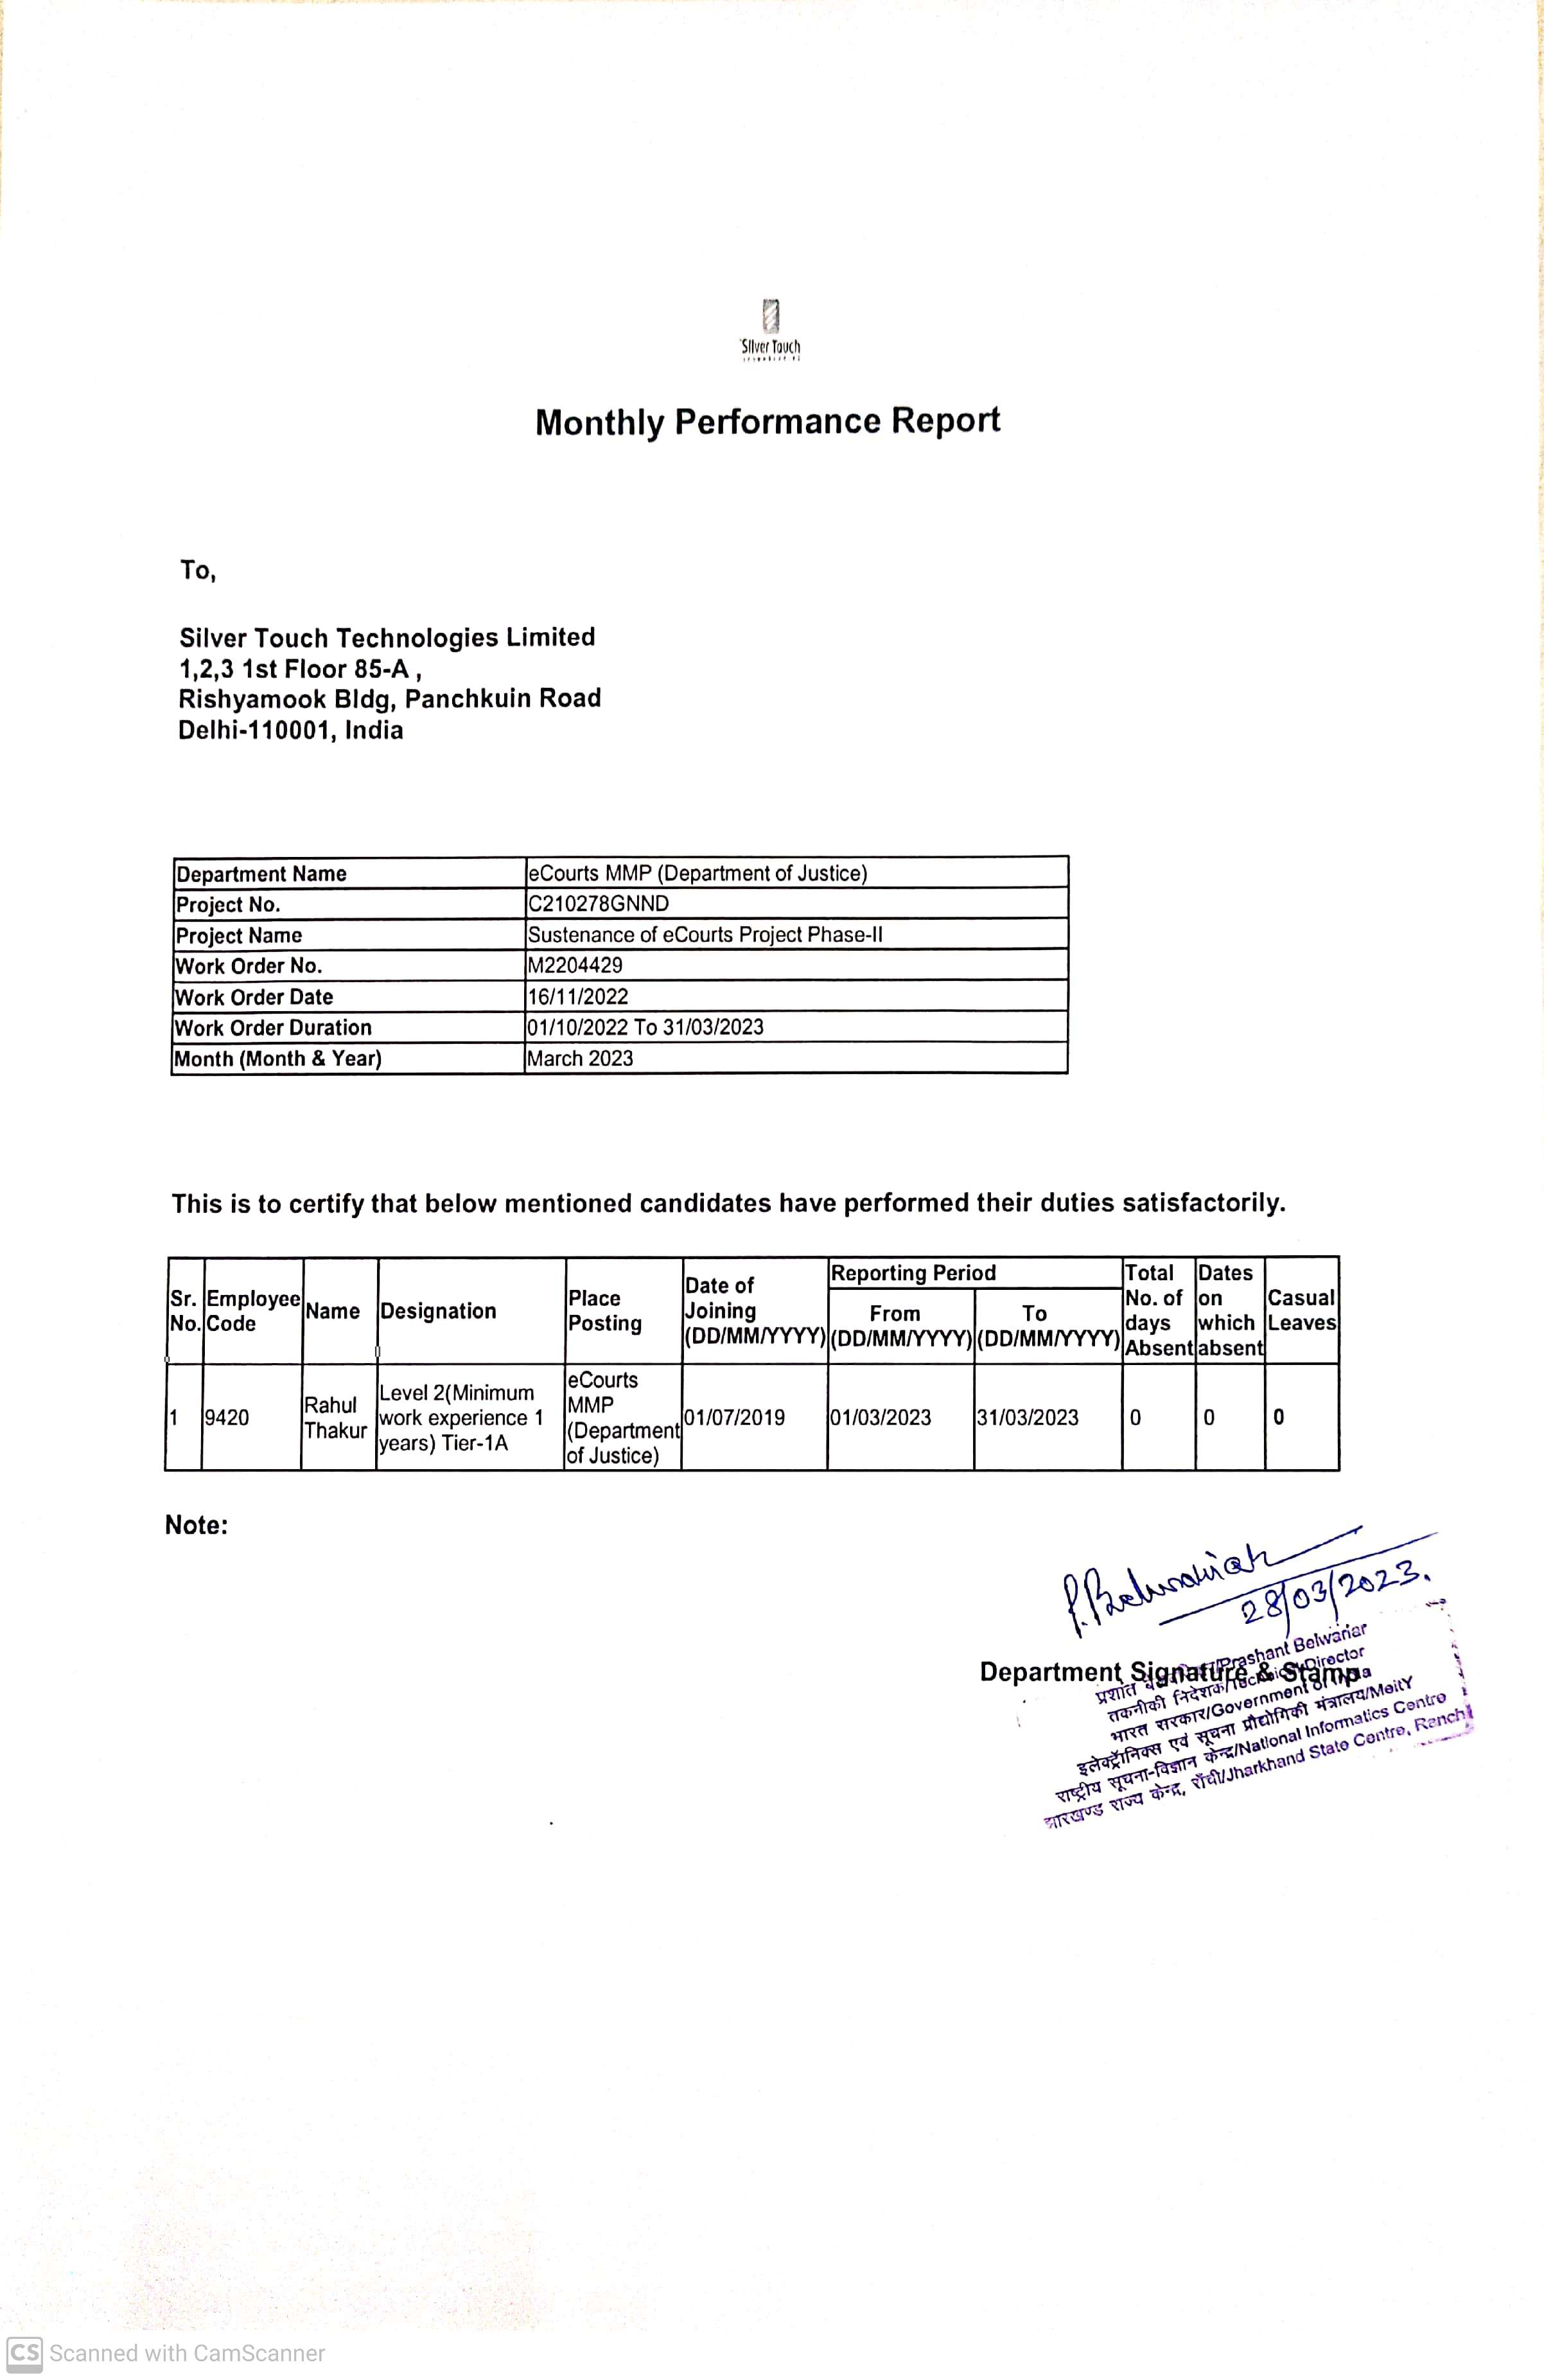 Silver Touch
Monthly Performance Report
To,
Silver Touch Technologies Limited
1,2,3 1st Floor 85-A ,
Rishyamook Bldg, Panchkuin Road
Delhi-110001, India
Department Name eCourts MMP (Department of Justice)
Project No. C210278GNND
Project Name Sustenance of eCourts Project Phase-II
Work Order No. M2204429
Work Order Date 16/11/2022
Work Order Duration 01/10/2022 To 31/03/2023
Month (Month & Year) March 2023
This is to certify that below mentioned candidates have performed their duties satisfactorily.
Sr. No. Employee Code Name Designation Place Posting Date of Joining (DD/MM/YYYY) Reporting Period From (DD/MM/YYYY) To (DD/MM/YYYY) Total No. of days Absent Dates on which absent Casual Leaves
1 9420 Rahul Thakur Level 2(Minimum work experience 1 years) Tier-1A eCourts MMP (Department of Justice) 01/07/2019 01/03/2023 31/03/2023 0 0 0
Note:
P.Belwariar
28/03/2023.
Department Signature & Stamp
प्रशांत /Prashant Belwariar
तकनीकी निदेशक/Technical Director
भारत सरकार/Government of India
इलेक्ट्रॉनिक्स एवं सूचना प्रौद्योगिकी मंत्रालय/MeitY
राष्ट्रीय सूचना-विज्ञान केन्द्र/National Informatics Centre
झारखण्ड राज्य केन्द्र, राँची/Jharkhand State Centre, Ranchi
CS Scanned with CamScanner